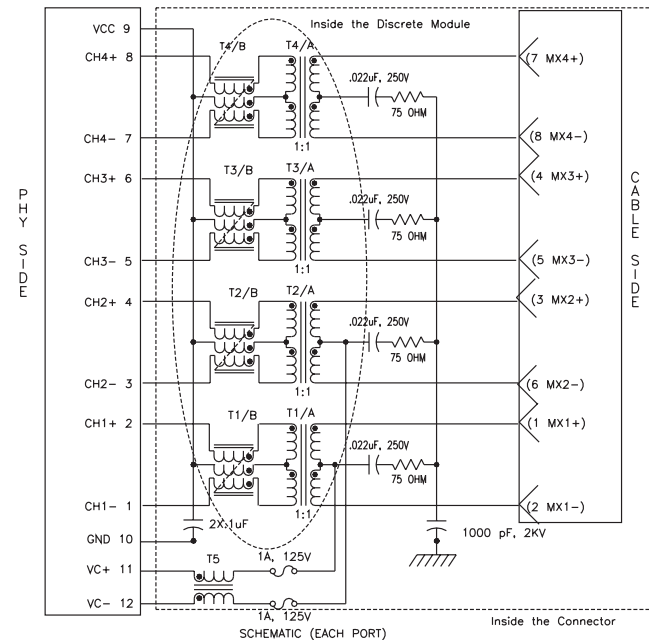 Inside the Discrete Module
VCC 9
T4/B
T4/A
CH4+ 8
(7 MX4+)
.022uF, 250V
75 OHM
CH4- 7
(8 MX4-)
1:1
T3/B
T3/A
CH3+ 6
(4 MX3+)
.022uF, 250V
75 OHM
CH3- 5
(5 MX3-)
1:1
T2/B
T2/A
CH2+ 4
(3 MX2+)
.022uF, 250V
75 OHM
CH2- 3
(6 MX2-)
1:1
T1/B
T1/A
CH1+ 2
(1 MX1+)
.022uF, 250V
75 OHM
CH1- 1
(2 MX1-)
1:1
2X.1uF
1000 pF, 2KV
GND 10
T5
1A, 125V
VC+ 11
VC- 12
1A, 125V
PHY SIDE
CABLE SIDE
Inside the Connector
SCHEMATIC (EACH PORT)